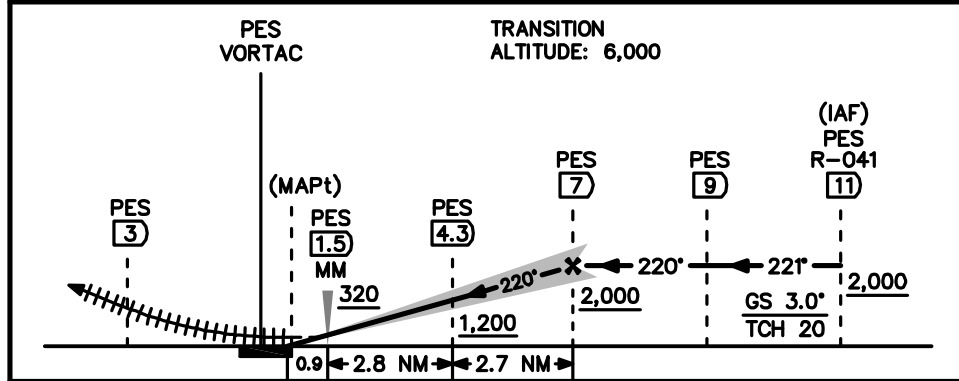 PES
VORTAC
TRANSITION
ALTITUDE: 6,000
(IAF)
PES
R-041
11
PES
9
PES
7
PES
4.3
(MAPt)
PES
1.5
MM
PES
3
220°
220°
221°
2,000
2,000
1,200
320
GS 3.0°
TCH 20
0.9
2.8 NM
2.7 NM